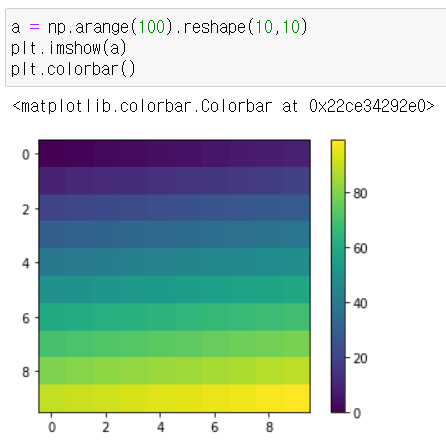 a = np.arange(100).reshape(10,10)
plt.imshow(a)
plt.colorbar()
<matplotlib.colorbar.Colorbar at 0x22ce34292e0>
0
2
4
6
8
0 2 4 6 8
80
60
40
20
0